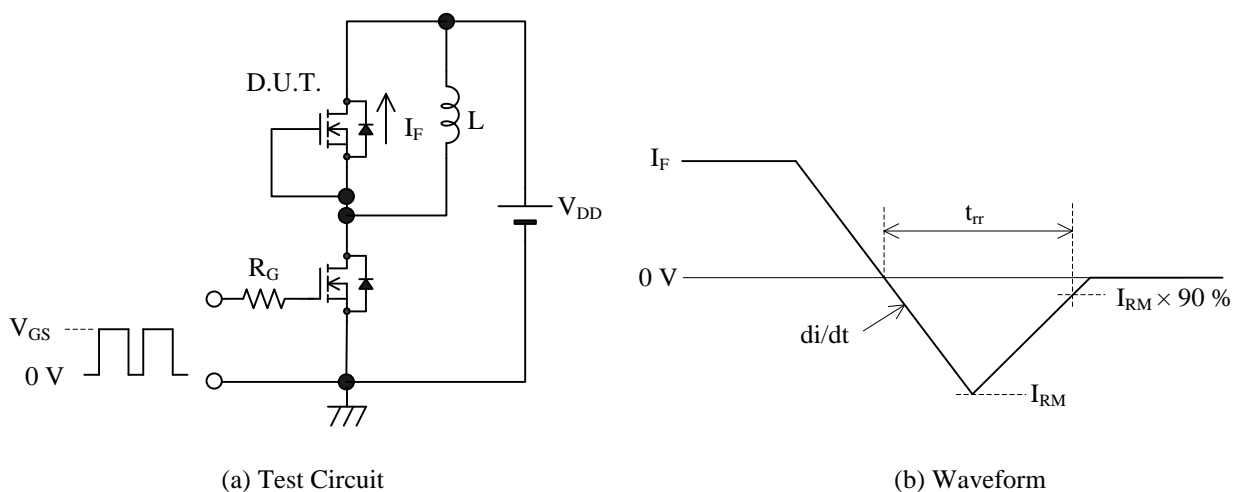 D.U.T.
I_F
L
V_DD
R_G
V_GS
0 V
(a) Test Circuit
I_F
t_rr
0 V
I_RM × 90 %
di/dt
I_RM
(b) Waveform